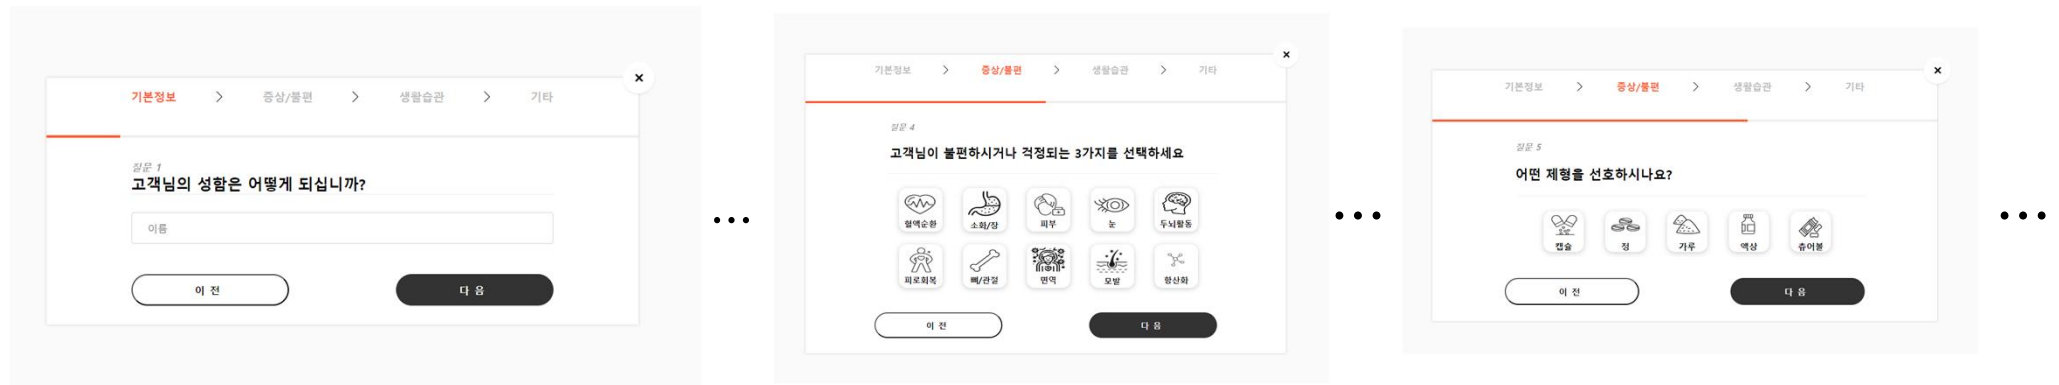 기본정보 > 증상/불편 > 생활습관 > 기타
질문 1
고객님의 성함은 어떻게 되십니까?
이름
이 전 다 음
...
기본정보 > 증상/불편 > 생활습관 > 기타
질문 4
고객님이 불편하시거나 걱정되는 3가지를 선택하세요
혈액순환 소화/장 피부 눈 두뇌활동
피로회복 뼈/관절 면역 모발 항산화
이 전 다 음
...
기본정보 > 증상/불편 > 생활습관 > 기타
질문 5
어떤 제형을 선호하시나요?
캡슐 정 가루 액상 츄어블
이 전 다 음
...